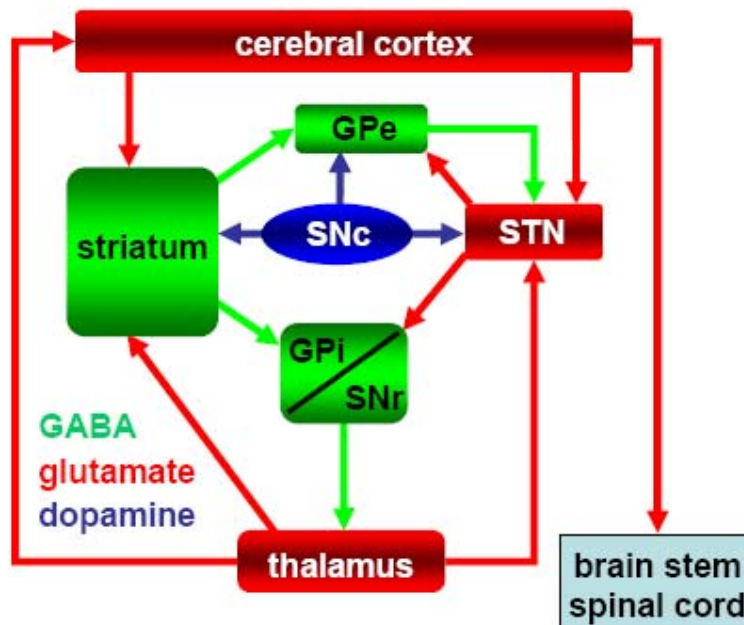 cerebral cortex
GPe
striatum
SNc
STN
GPi
SNr
GABA
glutamate
dopamine
thalamus
brain stem
spinal cord